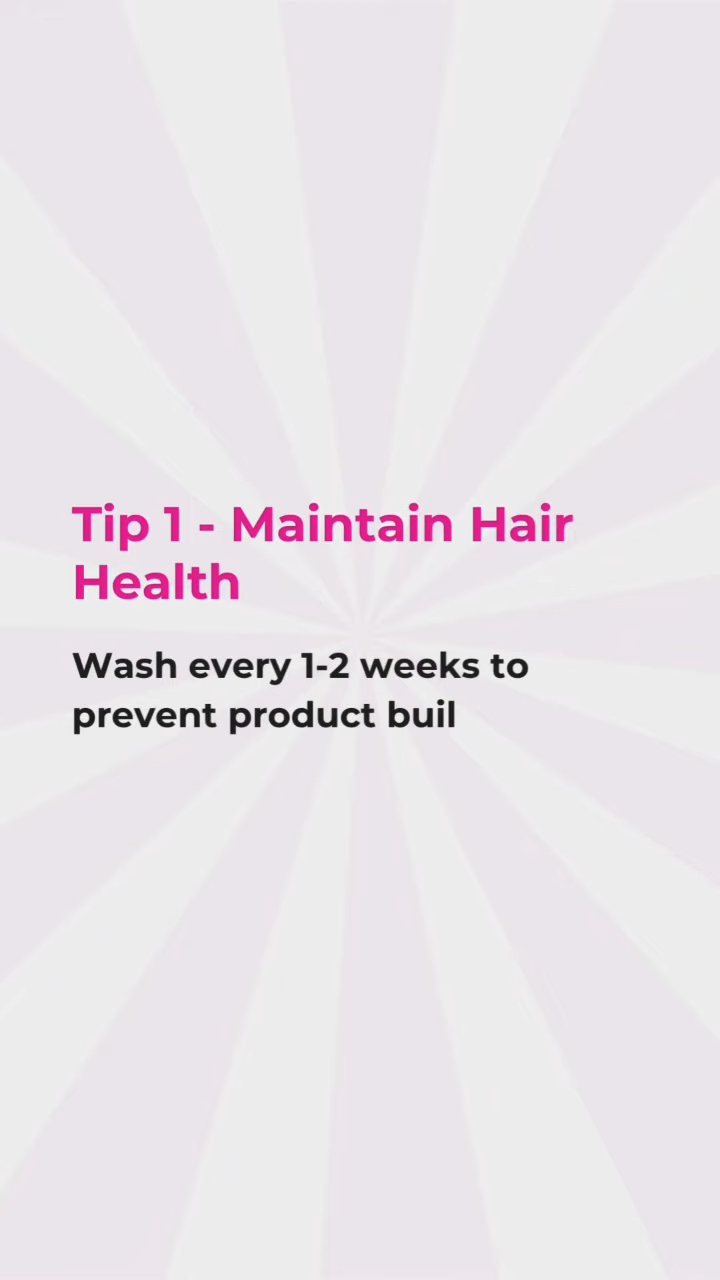 Tip 1 - Maintain Hair
Health
Wash every 1-2 weeks to
prevent product buil